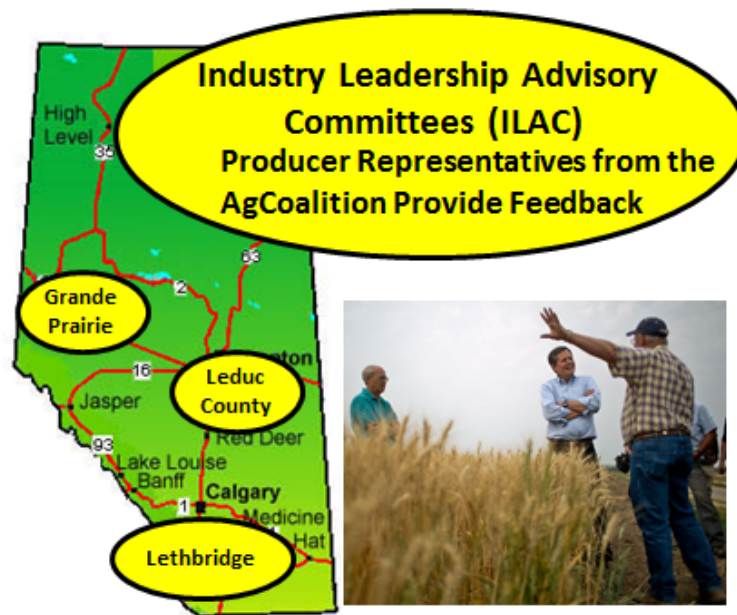 Industry Leadership Advisory
Committees (ILAC)
Producer Representatives from the
AgCoalition Provide Feedback
High
Level
35
63
2
Grande
Prairie
16
Leduc
County
Jasper
Red Deer
93
Lake Louise
Banff
1
Calgary
Medicine
Hat
Lethbridge